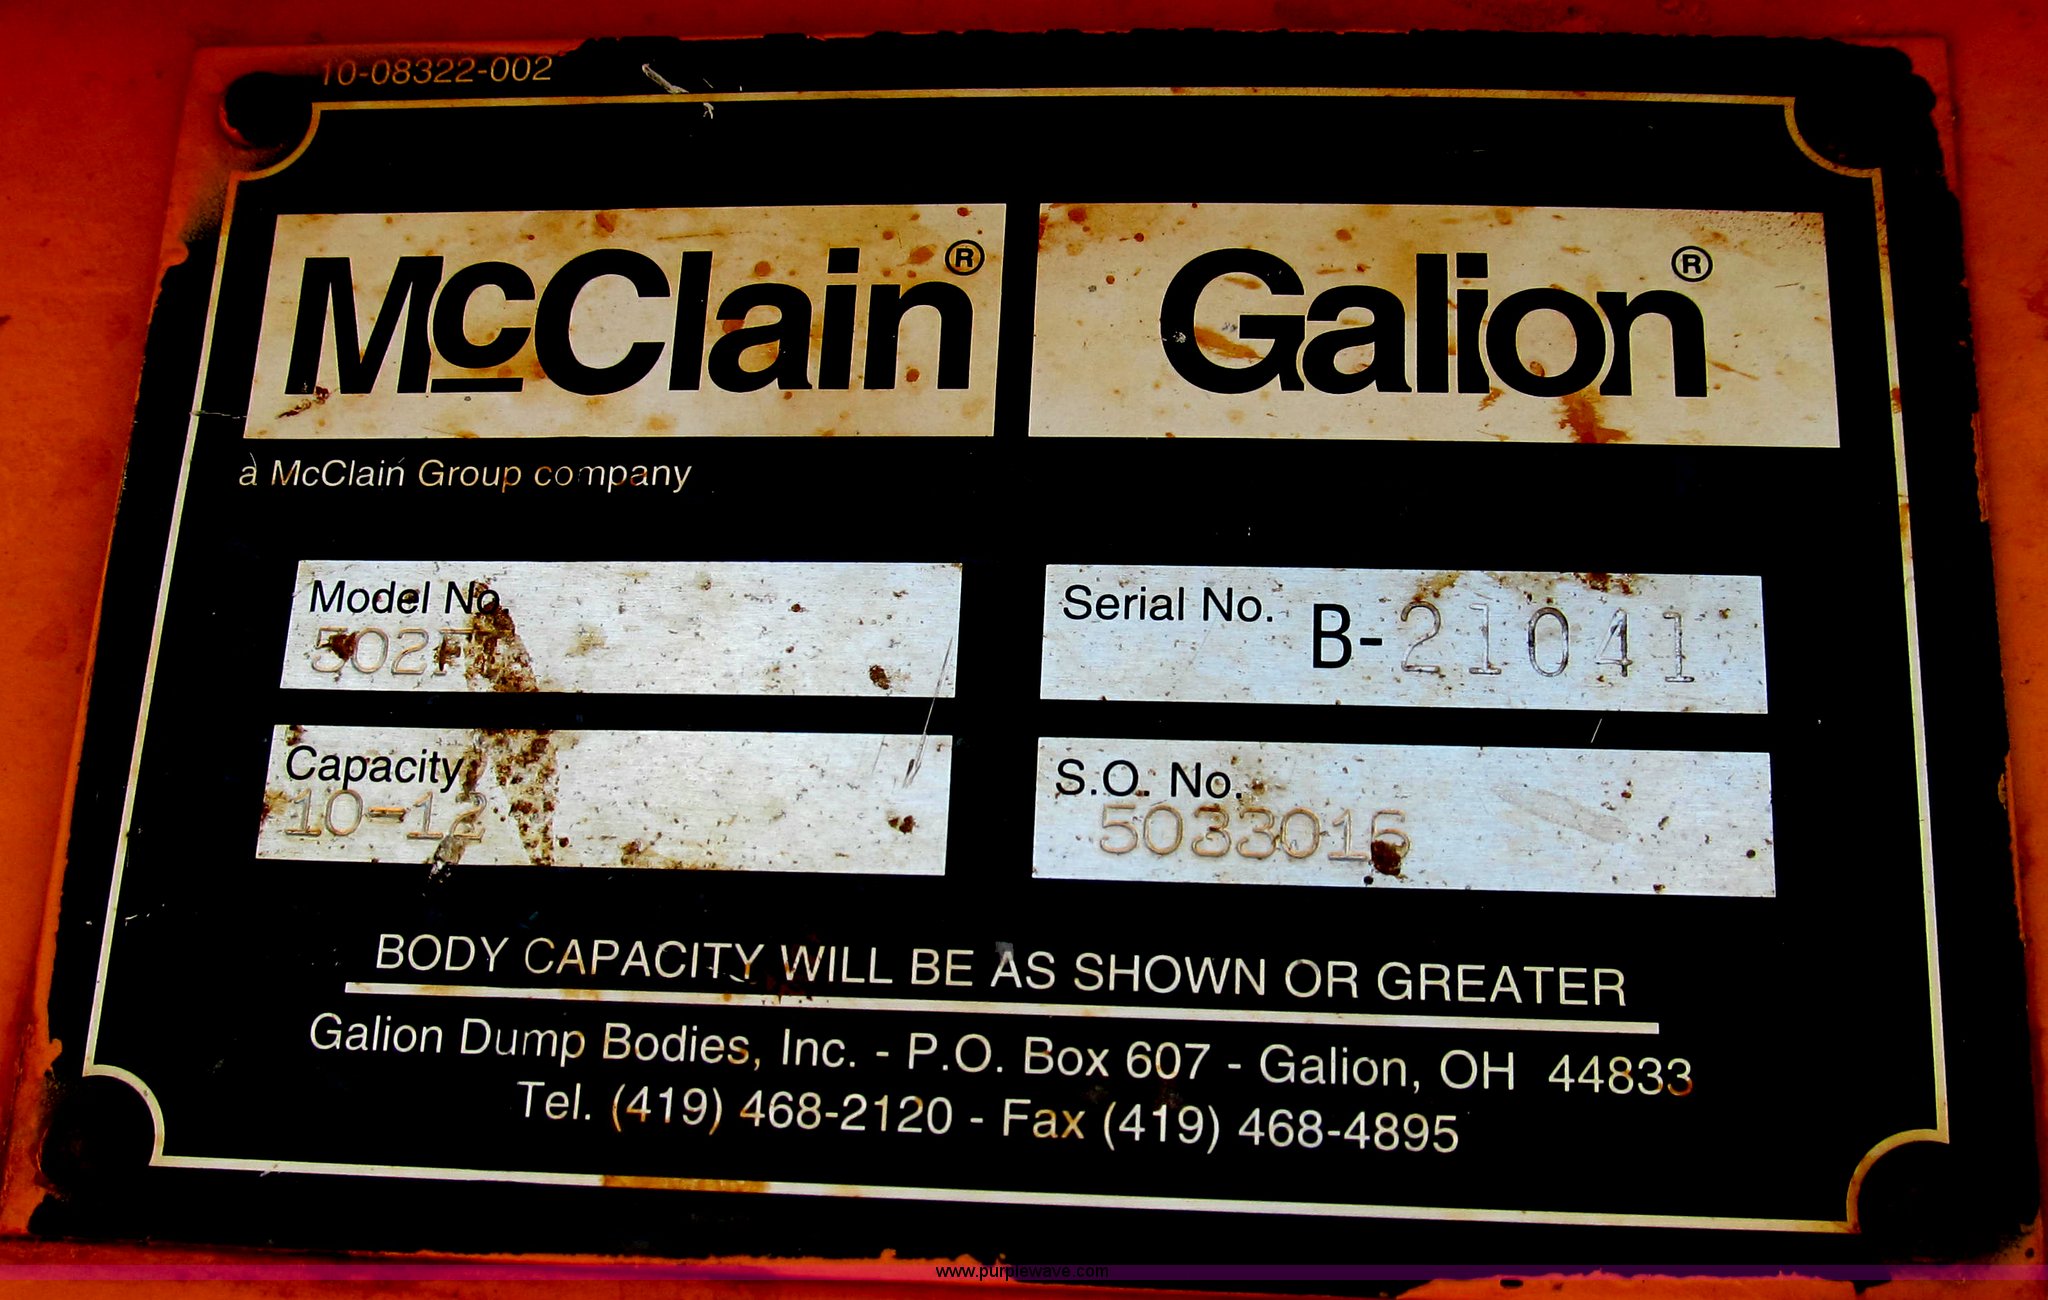 10-08322-002
McClain® Galion®
a McClain Group company
Model No. Serial No. B-21041
502FT
Capacity S.O. No.
10-12 5033015
BODY CAPACITY WILL BE AS SHOWN OR GREATER
Galion Dump Bodies, Inc. - P.O. Box 607 - Galion, OH 44833
Tel. (419) 468-2120 - Fax (419) 468-4895
www.purplewave.com